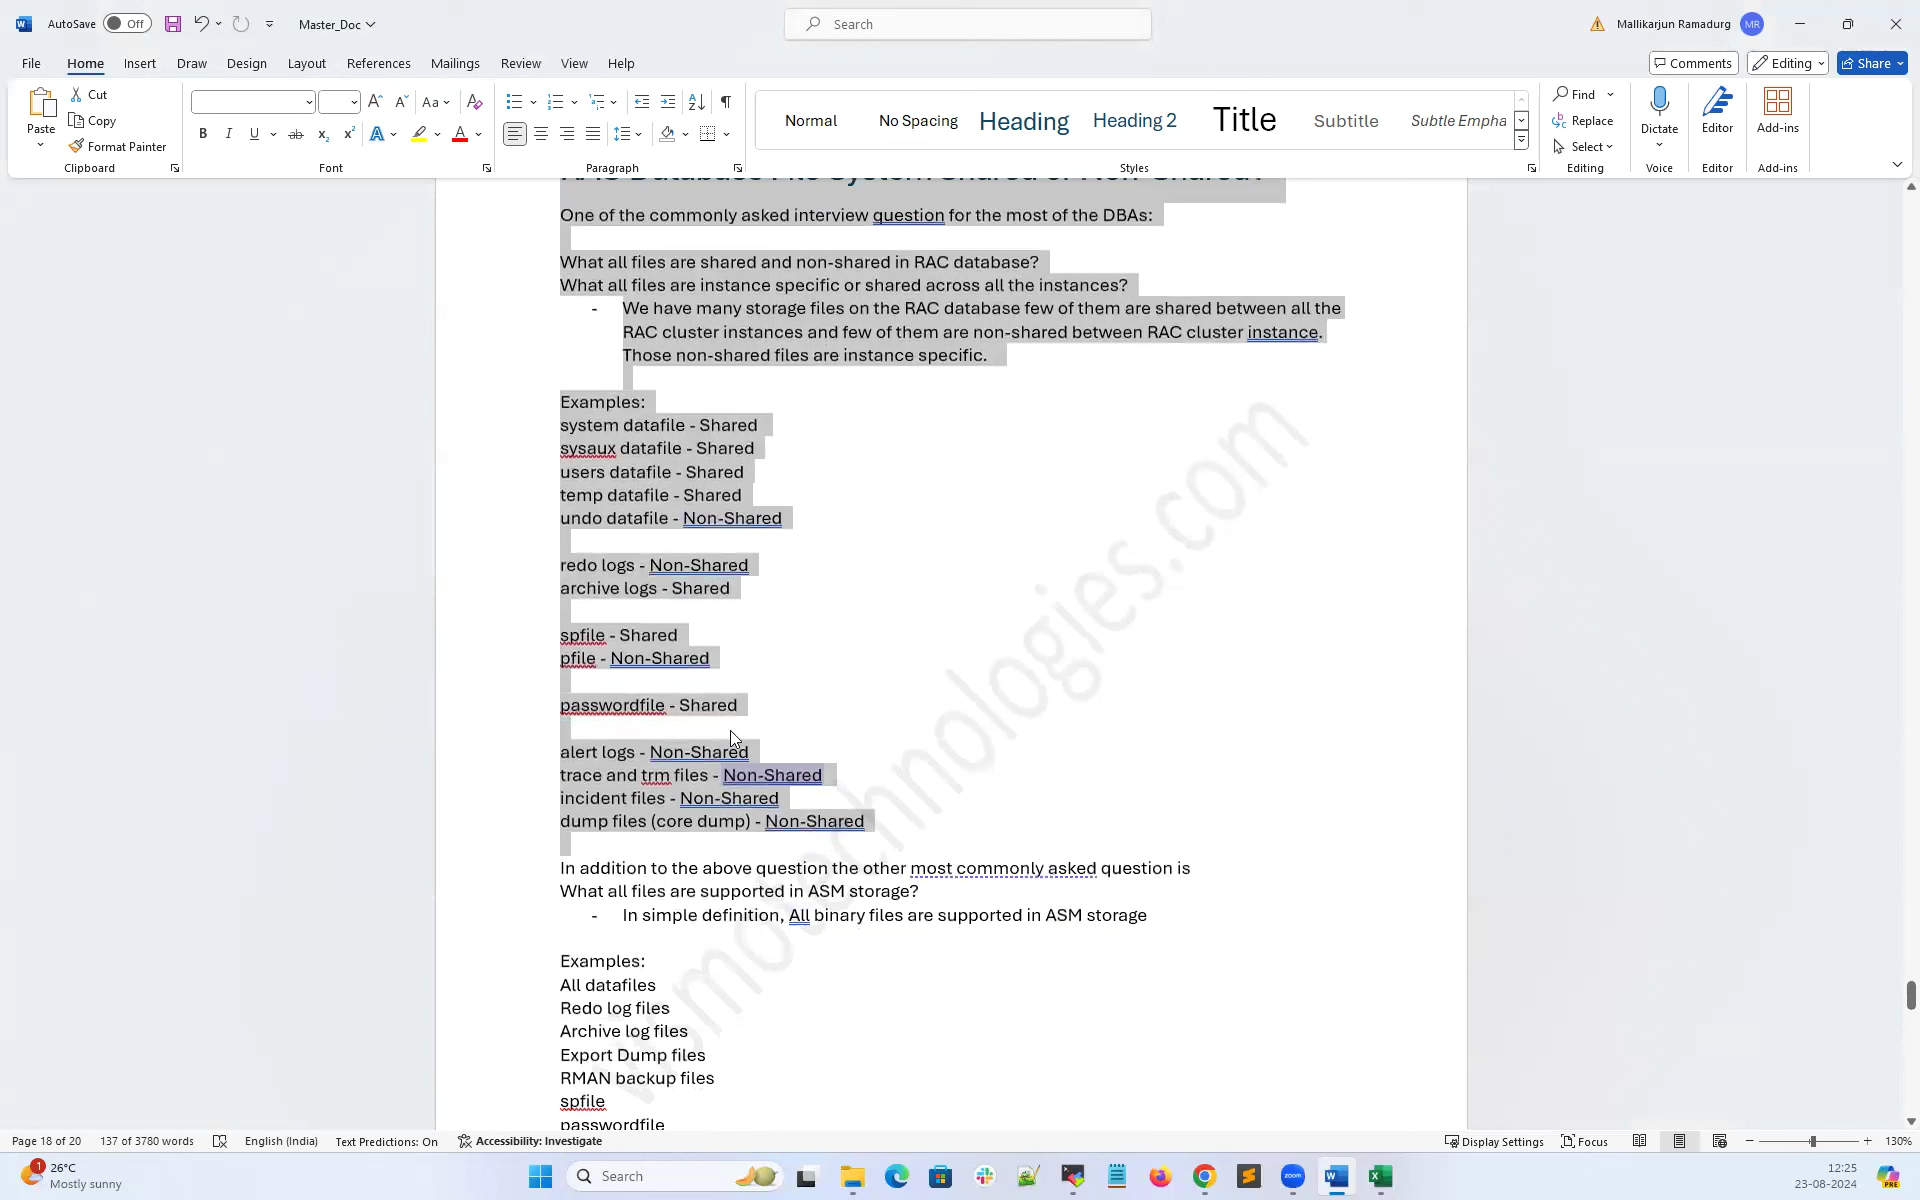 AutoSave Off Master_Doc Search Mallikarjun Ramadurg MR
File Home Insert Draw Design Layout References Mailings Review View Help Comments Editing Share
Paste Cut Copy Format Painter
Normal No Spacing Heading Heading 2 Title Subtitle Subtle Empha
Find Replace Select Dictate Editor Add-ins
Clipboard Font Paragraph Styles Editing Voice Editor Add-ins
RAC Database File System Shared or Non-Shared?
One of the commonly asked interview question for the most of the DBAs:
What all files are shared and non-shared in RAC database?
What all files are instance specific or shared across all the instances?
- We have many storage files on the RAC database few of them are shared between all the
RAC cluster instances and few of them are non-shared between RAC cluster instance.
Those non-shared files are instance specific.
Examples:
system datafile - Shared
sysaux datafile - Shared
users datafile - Shared
temp datafile - Shared
undo datafile - Non-Shared
redo logs - Non-Shared
archive logs - Shared
spfile - Shared
pfile - Non-Shared
passwordfile - Shared
alert logs - Non-Shared
trace and trm files - Non-Shared
incident files - Non-Shared
dump files (core dump) - Non-Shared
In addition to the above question the other most commonly asked question is
What all files are supported in ASM storage?
- In simple definition, All binary files are supported in ASM storage
Examples:
All datafiles
Redo log files
Archive log files
Export Dump files
RMAN backup files
spfile
passwordfile
Page 18 of 20 137 of 3780 words English (India) Text Predictions: On Accessibility: Investigate Display Settings Focus 130%
26°C
Mostly sunny
Search
zoom
12:25
23-08-2024